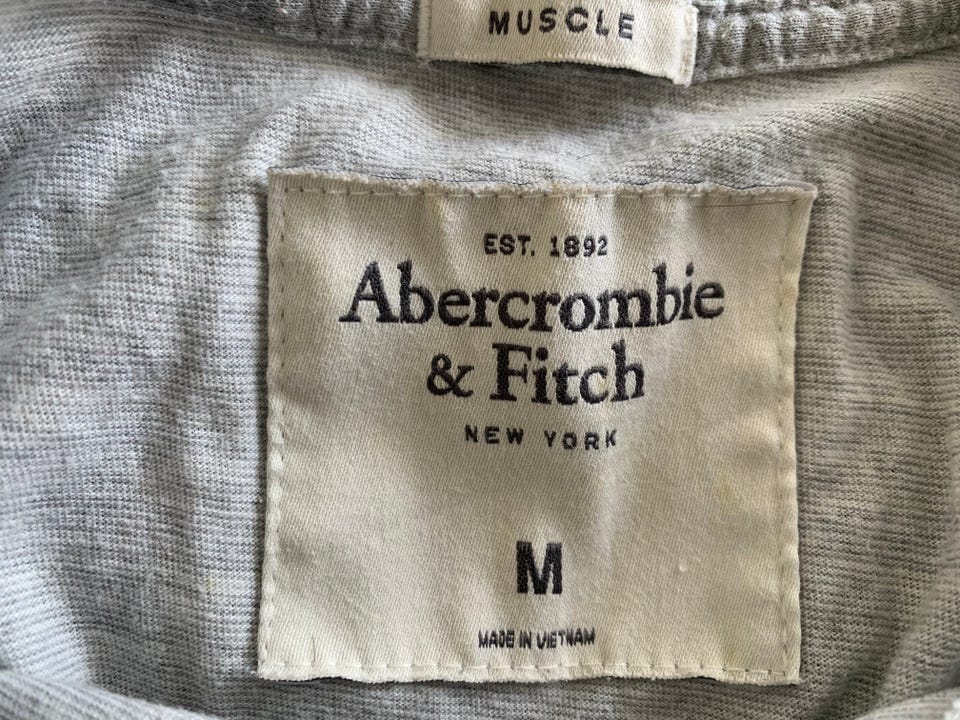 MUSCLE
EST. 1892
Abercrombie
& Fitch
NEW YORK
M
MADE IN VIETNAM